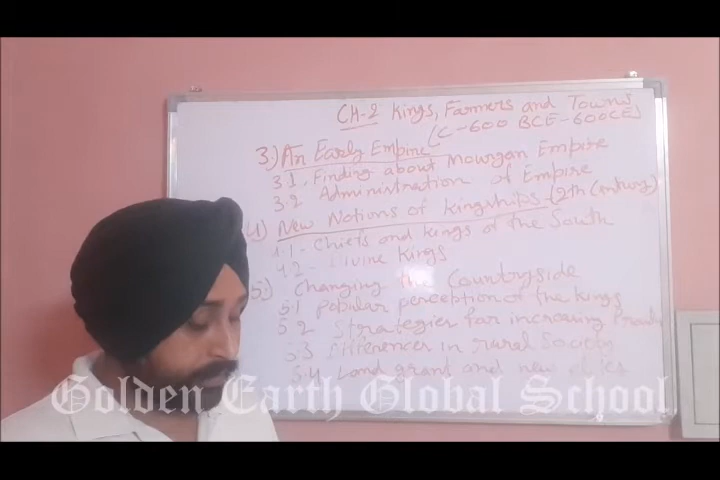 CH-2 Kings, Farmers and Towns
(C-600 BCE-600CE)
3.) An Early Empire
3.1. Finding about Mouryan Empire
3.2 Administration of Empire
4) New Notions of Kingships (2th Century)
4.1 - Chiefs and kings of the South
4.2 - Divine Kings
5.) Changing the Countryside
5.1 popular perception of the kings
5.2 Strategies for increasing
5.3 Differences in rural Society
5.4 Land grant and new elits
Golden Earth Global School